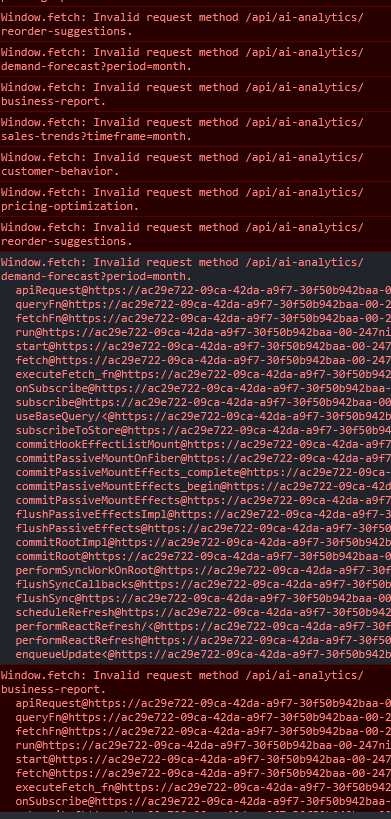 Window.fetch: Invalid request method /api/ai-analytics/
reorder-suggestions.
Window.fetch: Invalid request method /api/ai-analytics/
demand-forecast?period=month.
Window.fetch: Invalid request method /api/ai-analytics/
business-report.
Window.fetch: Invalid request method /api/ai-analytics/
sales-trends?timeframe=month.
Window.fetch: Invalid request method /api/ai-analytics/
customer-behavior.
Window.fetch: Invalid request method /api/ai-analytics/
pricing-optimization.
Window.fetch: Invalid request method /api/ai-analytics/
reorder-suggestions.
Window.fetch: Invalid request method /api/ai-analytics/
demand-forecast?period=month.
apiRequest@https://ac29e722-09ca-42da-a9f7-30f50b942baa-0
queryFn@https://ac29e722-09ca-42da-a9f7-30f50b942baa-00-2
fetchFn@https://ac29e722-09ca-42da-a9f7-30f50b942baa-00-2
run@https://ac29e722-09ca-42da-a9f7-30f50b942baa-00-247ni
start@https://ac29e722-09ca-42da-a9f7-30f50b942baa-00-247
fetch@https://ac29e722-09ca-42da-a9f7-30f50b942baa-00-247
executeFetch_fn@https://ac29e722-09ca-42da-a9f7-30f50b942
onSubscribe@https://ac29e722-09ca-42da-a9f7-30f50b942baa-
subscribe@https://ac29e722-09ca-42da-a9f7-30f50b942baa-00
useBaseQuery/<@https://ac29e722-09ca-42da-a9f7-30f50b942b
subscribeToStore@https://ac29e722-09ca-42da-a9f7-30f50b94
commitHookEffectListMount@https://ac29e722-09ca-42da-a9f7
commitPassiveMountOnFiber@https://ac29e722-09ca-42da-a9f7
commitPassiveMountEffects_complete@https://ac29e722-09ca-
commitPassiveMountEffects_begin@https://ac29e722-09ca-42d
commitPassiveMountEffects@https://ac29e722-09ca-42da-a9f7
flushPassiveEffectsImpl@https://ac29e722-09ca-42da-a9f7-3
flushPassiveEffects@https://ac29e722-09ca-42da-a9f7-30f50
commitRootImpl@https://ac29e722-09ca-42da-a9f7-30f50b942b
commitRoot@https://ac29e722-09ca-42da-a9f7-30f50b942baa-0
performSyncWorkOnRoot@https://ac29e722-09ca-42da-a9f7-30f
flushSyncCallbacks@https://ac29e722-09ca-42da-a9f7-30f50b
flushSync@https://ac29e722-09ca-42da-a9f7-30f50b942baa-00
scheduleRefresh@https://ac29e722-09ca-42da-a9f7-30f50b942
performReactRefresh/<@https://ac29e722-09ca-42da-a9f7-30f
performReactRefresh@https://ac29e722-09ca-42da-a9f7-30f50
enqueueUpdate<@https://ac29e722-09ca-42da-a9f7-30f50b942b
Window.fetch: Invalid request method /api/ai-analytics/
business-report.
apiRequest@https://ac29e722-09ca-42da-a9f7-30f50b942baa-0
queryFn@https://ac29e722-09ca-42da-a9f7-30f50b942baa-00-2
fetchFn@https://ac29e722-09ca-42da-a9f7-30f50b942baa-00-2
run@https://ac29e722-09ca-42da-a9f7-30f50b942baa-00-247ni
start@https://ac29e722-09ca-42da-a9f7-30f50b942baa-00-247
fetch@https://ac29e722-09ca-42da-a9f7-30f50b942baa-00-247
executeFetch_fn@https://ac29e722-09ca-42da-a9f7-30f50b942
onSubscribe@https://ac29e722-09ca-42da-a9f7-30f50b942baa-